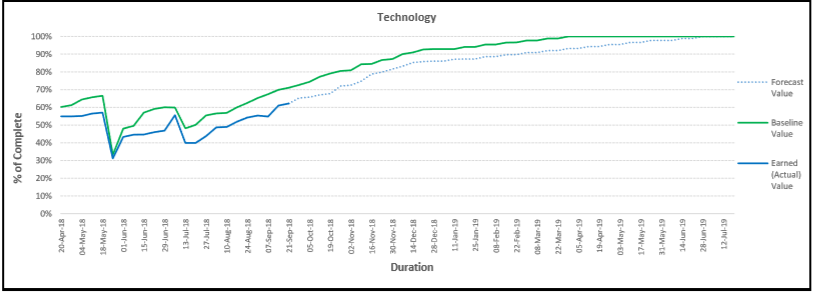 Technology
100%
90%
80%
70%
60%
50%
40%
30%
20%
10%
0%
% of Complete
20-Apr-18
04-May-18
18-May-18
01-Jun-18
15-Jun-18
29-Jun-18
13-Jul-18
27-Jul-18
10-Aug-18
24-Aug-18
07-Sep-18
21-Sep-18
05-Oct-18
19-Oct-18
02-Nov-18
16-Nov-18
30-Nov-18
14-Dec-18
28-Dec-18
11-Jan-19
25-Jan-19
08-Feb-19
22-Feb-19
08-Mar-19
22-Mar-19
05-Apr-19
19-Apr-19
03-May-19
17-May-19
31-May-19
14-Jun-19
28-Jun-19
12-Jul-19
Duration
Forecast
Value
Baseline
Value
Earned
(Actual)
Value